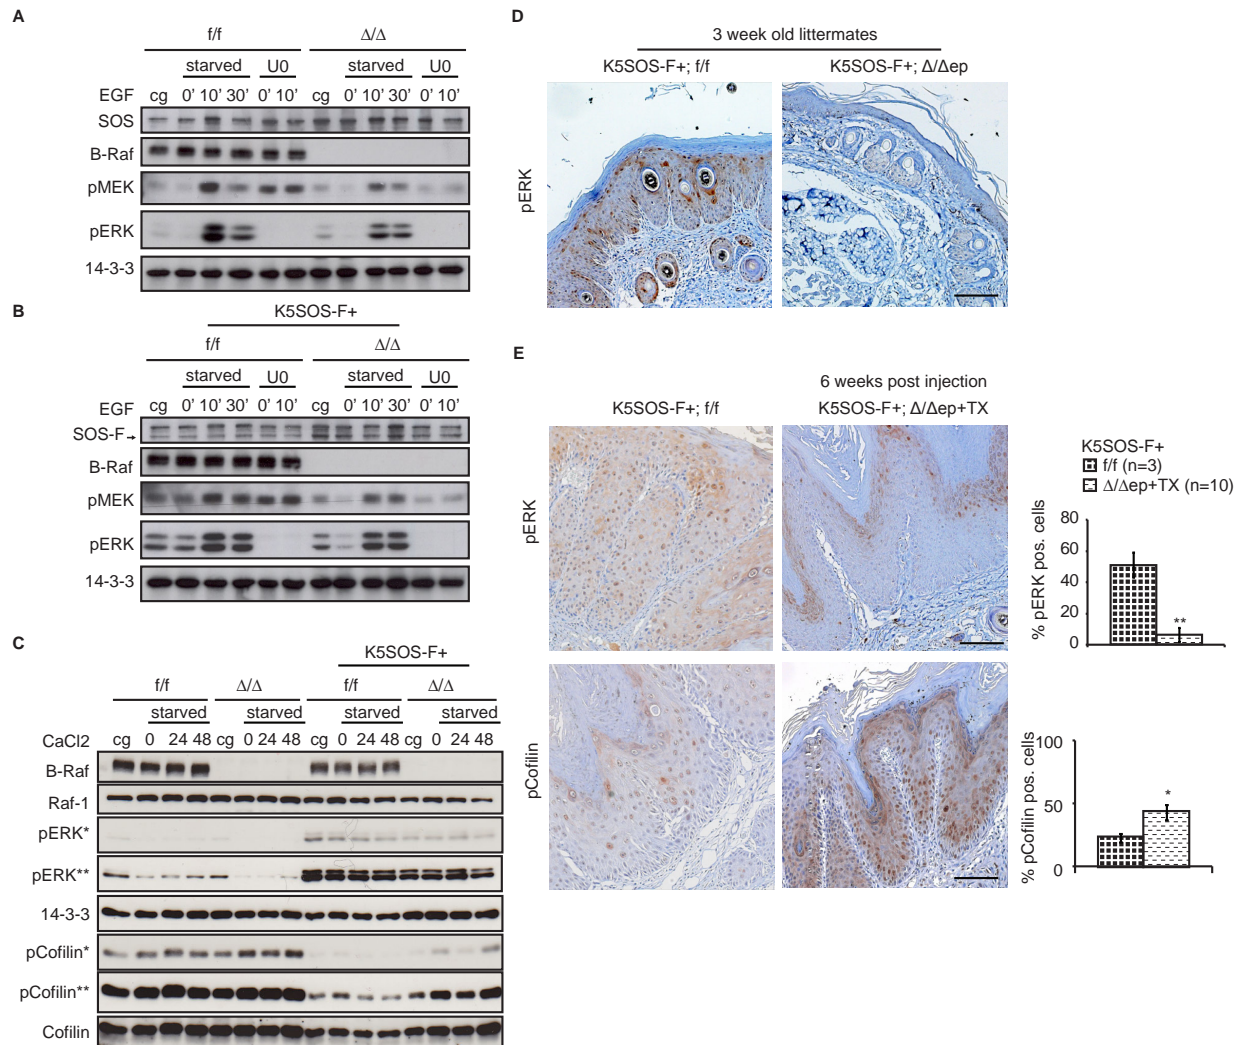 A
f/f
Δ/Δ
starved
U0
starved
U0
EGF
cg 0’ 10’ 30’ 0’ 10’ cg 0’ 10’ 30’ 0’ 10’
SOS
B-Raf
pMEK
pERK
14-3-3
B
K5SOS-F+
f/f
Δ/Δ
starved
U0
starved
U0
EGF
cg 0’ 10’ 30’ 0’ 10’ cg 0’ 10’ 30’ 0’ 10’
SOS-F
B-Raf
pMEK
pERK
14-3-3
C
K5SOS-F+
f/f
Δ/Δ
f/f
Δ/Δ
starved
starved
starved
starved
CaCl2
cg 0 24 48 cg 0 24 48 cg 0 24 48 cg 0 24 48
B-Raf
Raf-1
pERK*
pERK**
14-3-3
pCofilin*
pCofilin**
Cofilin
D
3 week old littermates
K5SOS-F+; f/f
K5SOS-F+; Δ/Δep
pERK
E
6 weeks post injection
K5SOS-F+; f/f
K5SOS-F+; Δ/Δep+TX
pERK
pCofilin
K5SOS-F+
f/f (n=3)
Δ/Δep+TX (n=10)
% pERK pos. cells
80
60
40
20
0
**
% pCofilin pos. cells
100
50
0
*